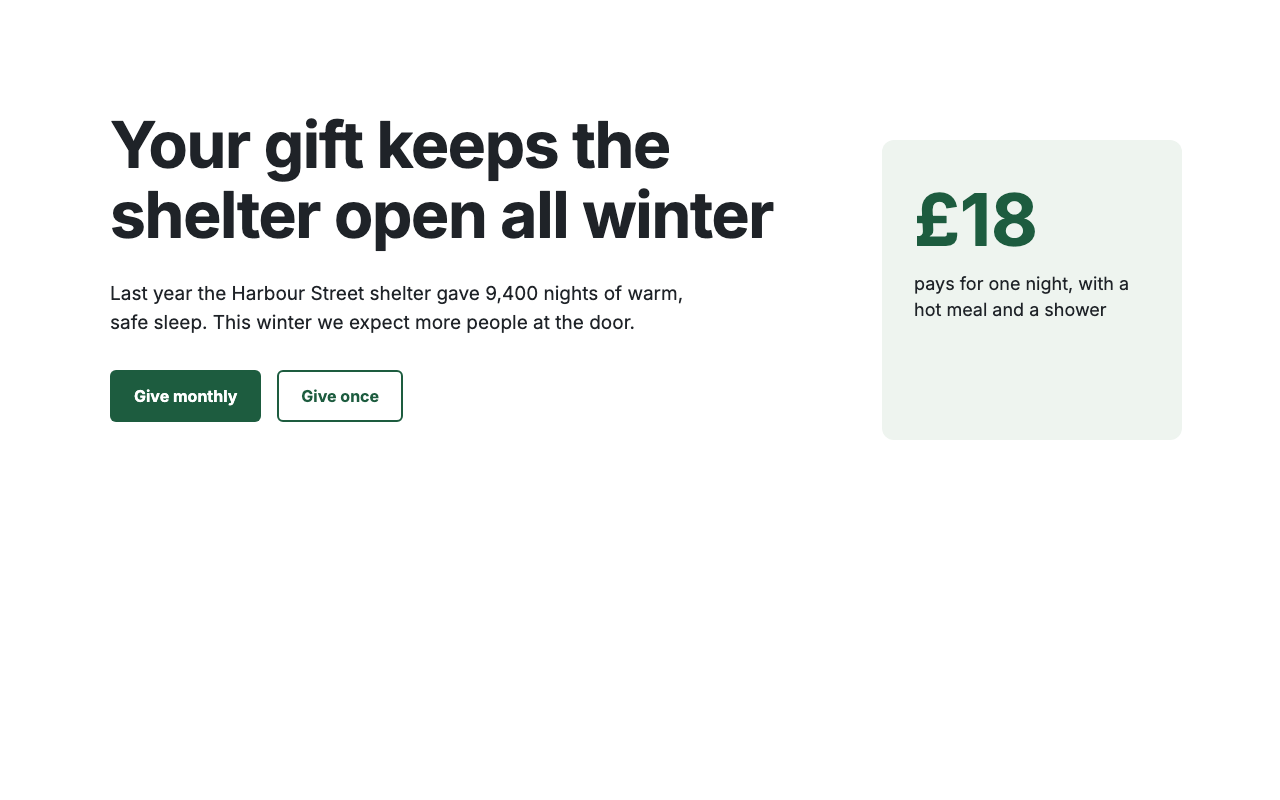 Your gift keeps the
shelter open all winter
Last year the Harbour Street shelter gave 9,400 nights of warm,
safe sleep. This winter we expect more people at the door.
Give monthly
Give once
£18
pays for one night, with a
hot meal and a shower